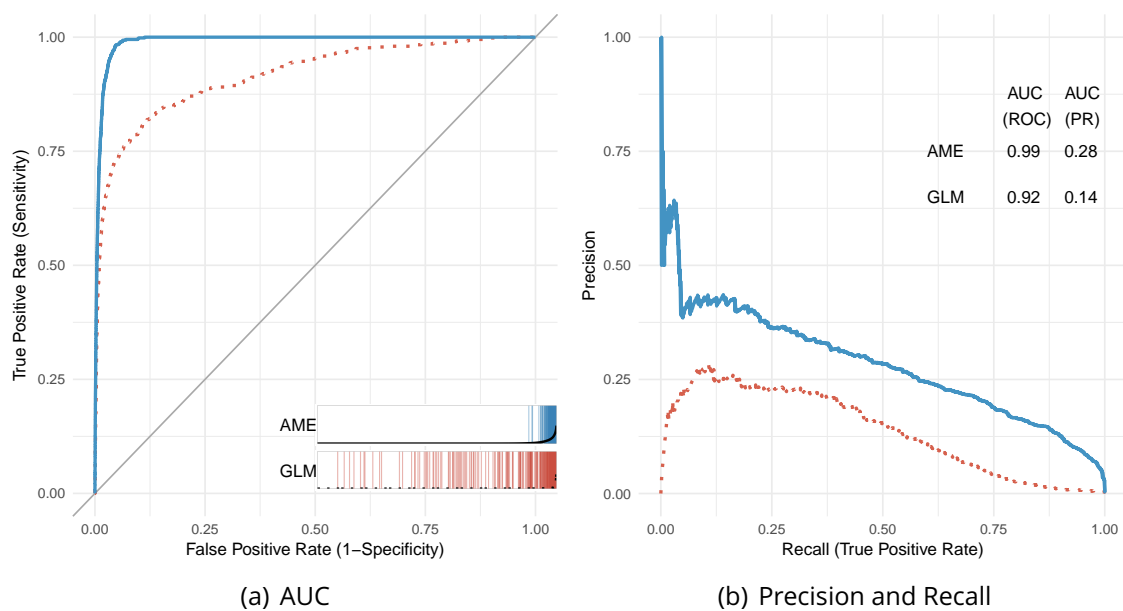 True Positive Rate (Sensitivity)
1.00
0.75
0.50
0.25
0.00
AME
GLM
0.00 0.25 0.50 0.75 1.00
False Positive Rate (1−Specificity)
(a) AUC
Precision
1.00
0.75
0.50
0.25
0.00
AUC AUC
(ROC) (PR)
AME 0.99 0.28
GLM 0.92 0.14
0.00 0.25 0.50 0.75 1.00
Recall (True Positive Rate)
(b) Precision and Recall